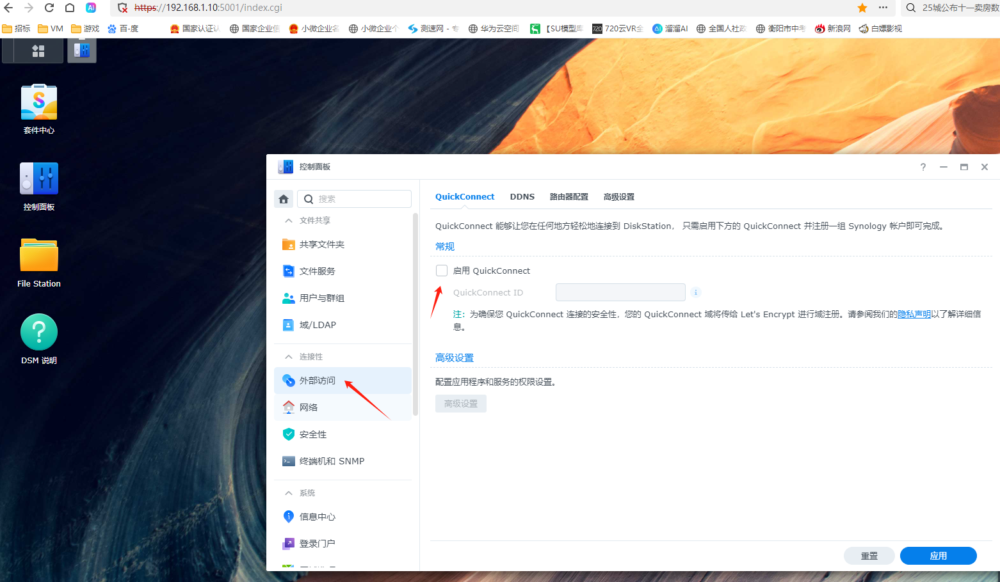 https://192.168.1.10:5001/index.cgi
25城公布十一卖房数
招标
VM
游戏
百-度
国家认证认
国家企业信
小微企业名
小微企业个
测速网 - 专
华为云空间
【SU模型库
720云VR全
溜溜AI
全国人社政
衡阳市中考
新浪网
白嫖影视
套件中心
控制面板
File Station
DSM 说明
控制面板
搜索
文件共享
共享文件夹
文件服务
用户与群组
域/LDAP
连接性
外部访问
网络
安全性
终端机和 SNMP
系统
信息中心
登录门户
QuickConnect
DDNS
路由器配置
高级设置
QuickConnect 能够让您在任何地方轻松地连接到 DiskStation， 只需启用下方的 QuickConnect 并注册一组 Synology 帐户即可完成。
常规
启用 QuickConnect
QuickConnect ID
注：为确保您 QuickConnect 连接的安全性，您的 QuickConnect 域将传给 Let's Encrypt 进行域注册。请参阅我们的隐私声明以了解详细信
息。
高级设置
配置应用程序和服务的权限设置。
高级设置
重置
应用